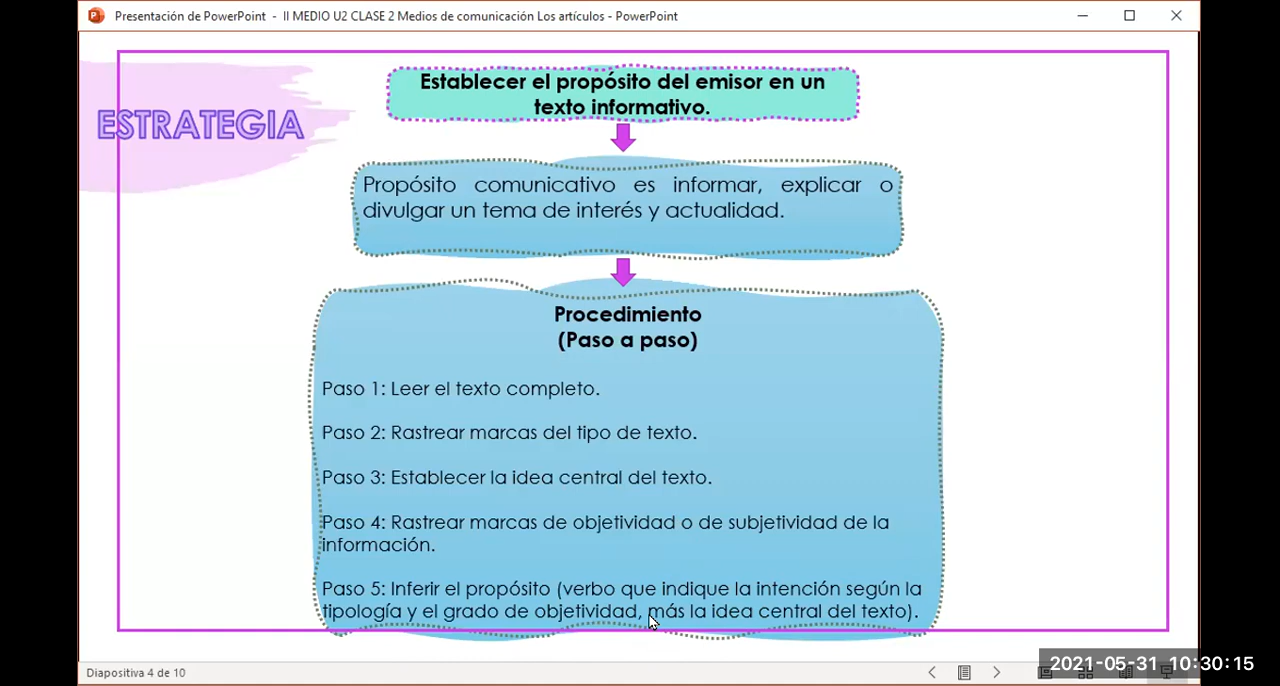 Presentación de PowerPoint - II MEDIO U2 CLASE 2 Medios de comunicación Los artículos - PowerPoint
ESTRATEGIA
Establecer el propósito del emisor en un
texto informativo.
Propósito comunicativo es informar, explicar o
divulgar un tema de interés y actualidad.
Procedimiento
(Paso a paso)
Paso 1: Leer el texto completo.
Paso 2: Rastrear marcas del tipo de texto.
Paso 3: Establecer la idea central del texto.
Paso 4: Rastrear marcas de objetividad o de subjetividad de la
información.
Paso 5: Inferir el propósito (verbo que indique la intención según la
tipología y el grado de objetividad, más la idea central del texto).
Diapositiva 4 de 10
2021-05-31 10:30:15